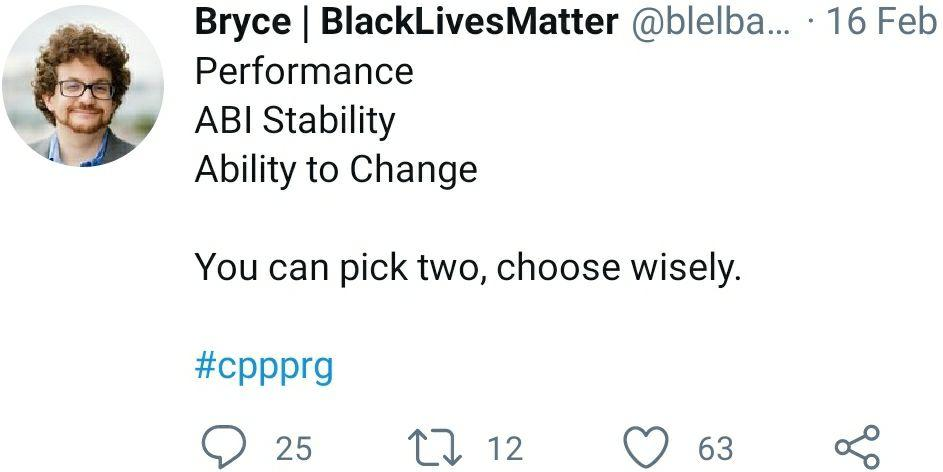 Bryce | BlackLivesMatter @blelba... · 16 Feb
Performance
ABI Stability
Ability to Change
You can pick two, choose wisely.
#cppprg
25 12 63